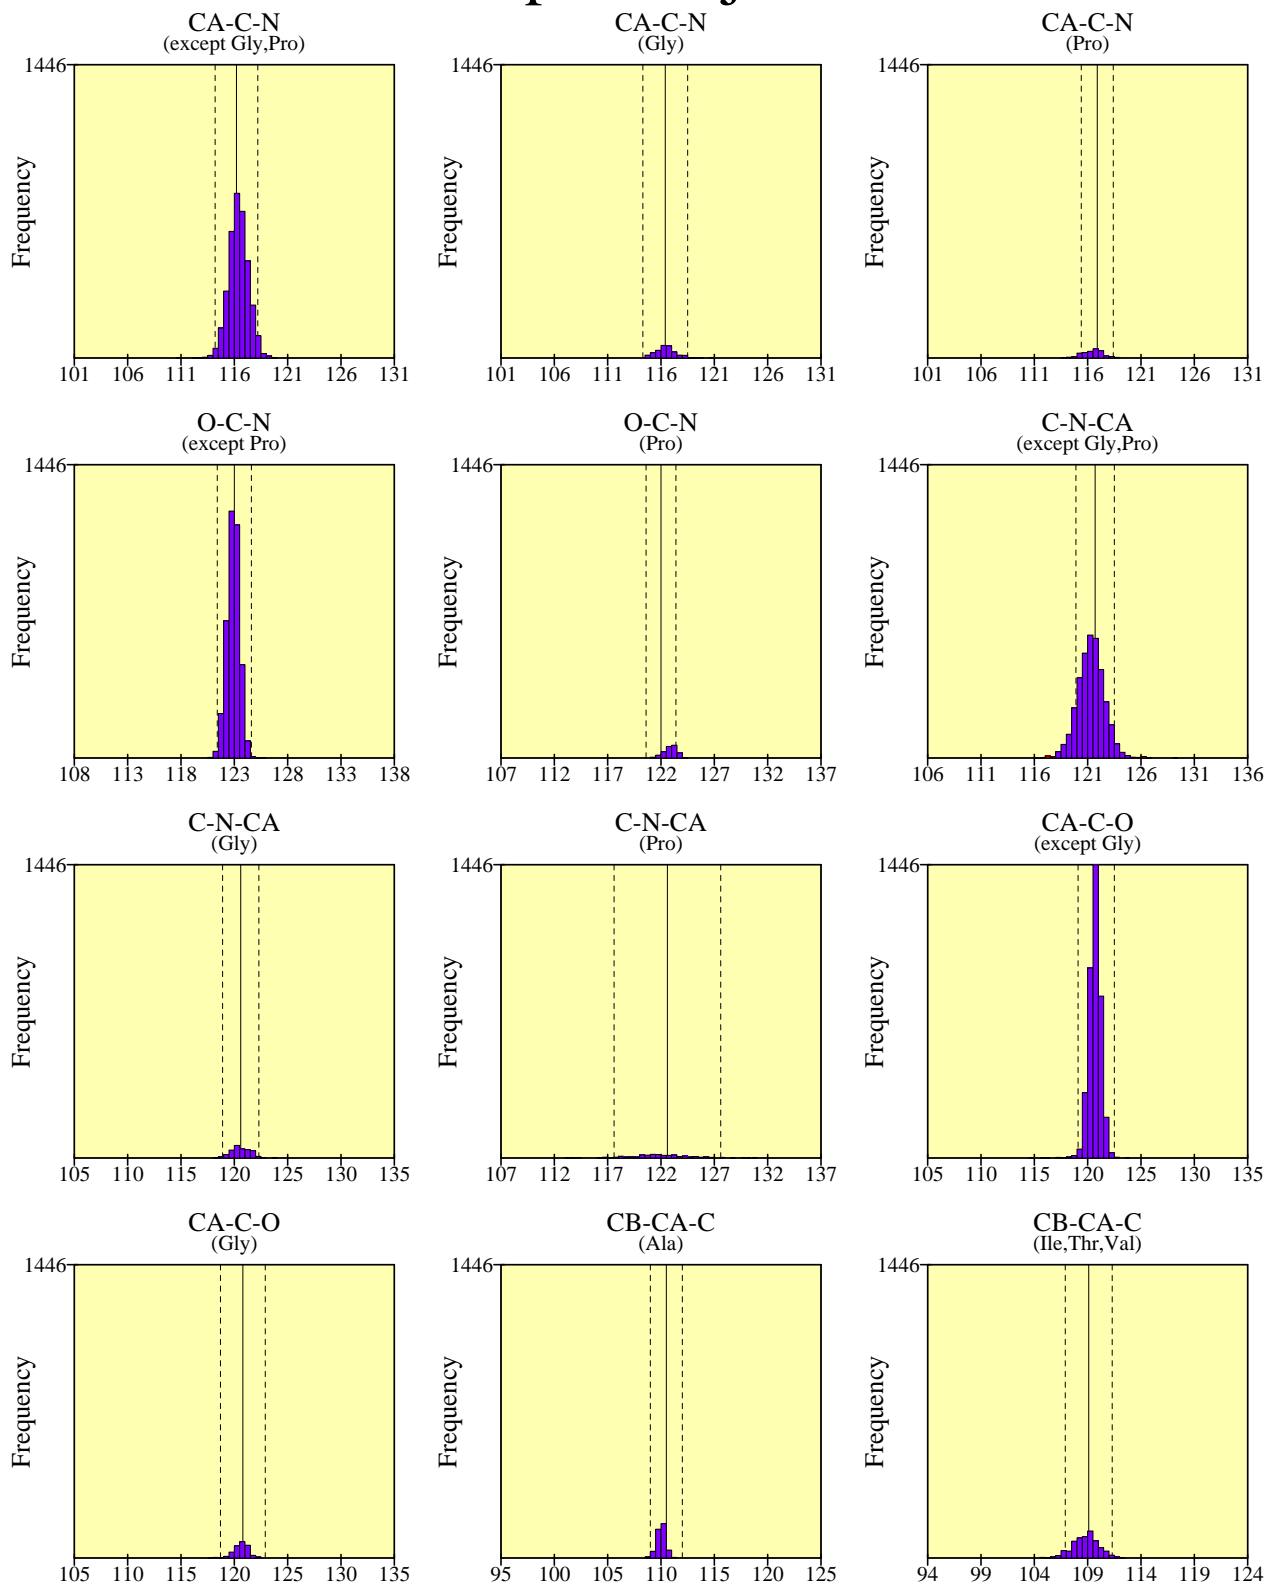 CA-C-N CA-C-N CA-C-N
(except Gly,Pro) (Gly) (Pro)
1446 1446 1446
Frequency Frequency Frequency
101 106 111 116 121 126 131 101 106 111 116 121 126 131 101 106 111 116 121 126 131
O-C-N O-C-N C-N-CA
(except Pro) (Pro) (except Gly,Pro)
1446 1446 1446
Frequency Frequency Frequency
108 113 118 123 128 133 138 107 112 117 122 127 132 137 106 111 116 121 126 131 136
C-N-CA C-N-CA CA-C-O
(Gly) (Pro) (except Gly)
1446 1446 1446
Frequency Frequency Frequency
105 110 115 120 125 130 135 107 112 117 122 127 132 137 105 110 115 120 125 130 135
CA-C-O CB-CA-C CB-CA-C
(Gly) (Ala) (Ile,Thr,Val)
1446 1446 1446
Frequency Frequency Frequency
105 110 115 120 125 130 135 95 100 105 110 115 120 125 94 99 104 109 114 119 124